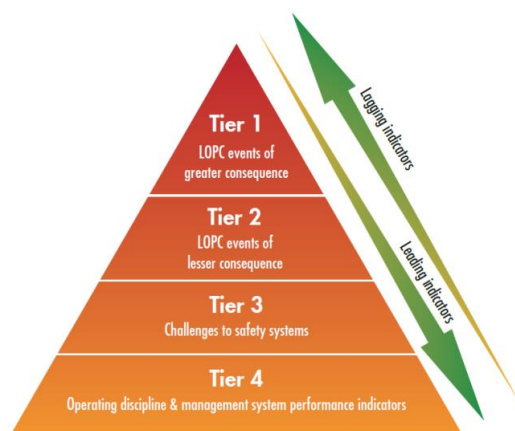 Tier 1
LOPC events of
greater consequence
Tier 2
LOPC events of
lesser consequence
Tier 3
Challenges to safety systems
Tier 4
Operating discipline & management system performance indicators
Lagging indicators
Leading indicators